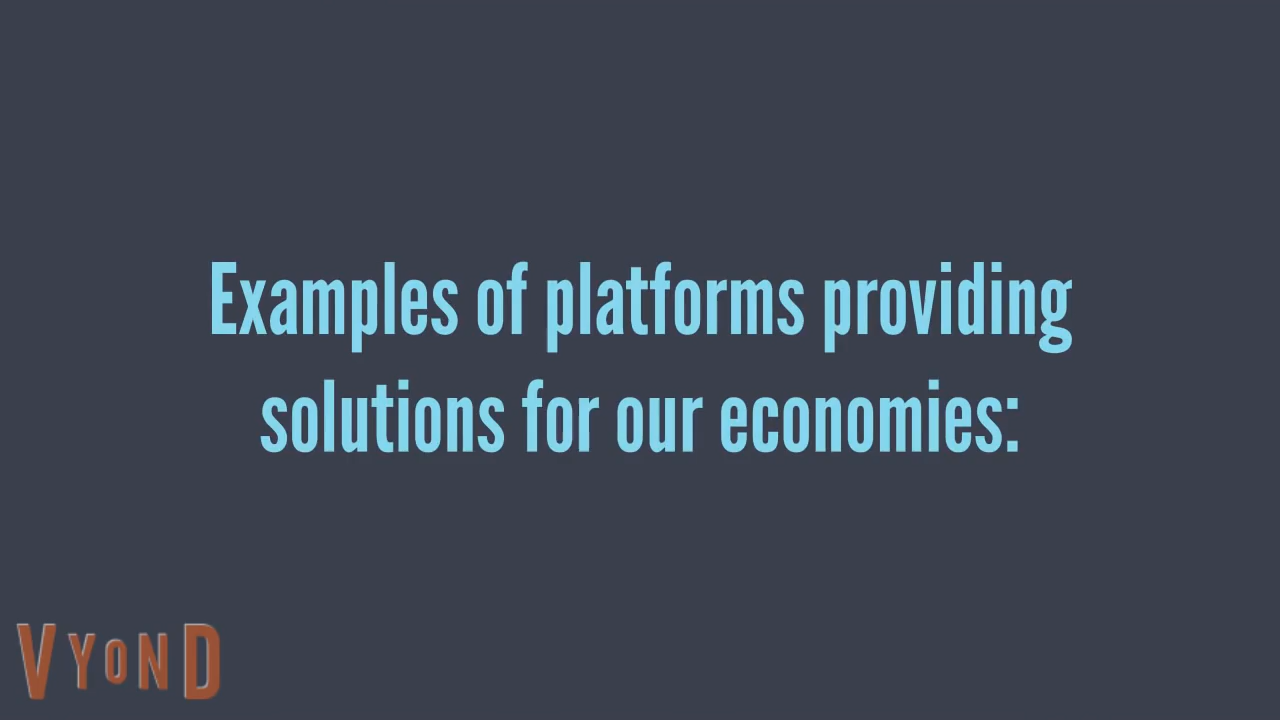 Examples of platforms providing
solutions for our economies:
VYOND